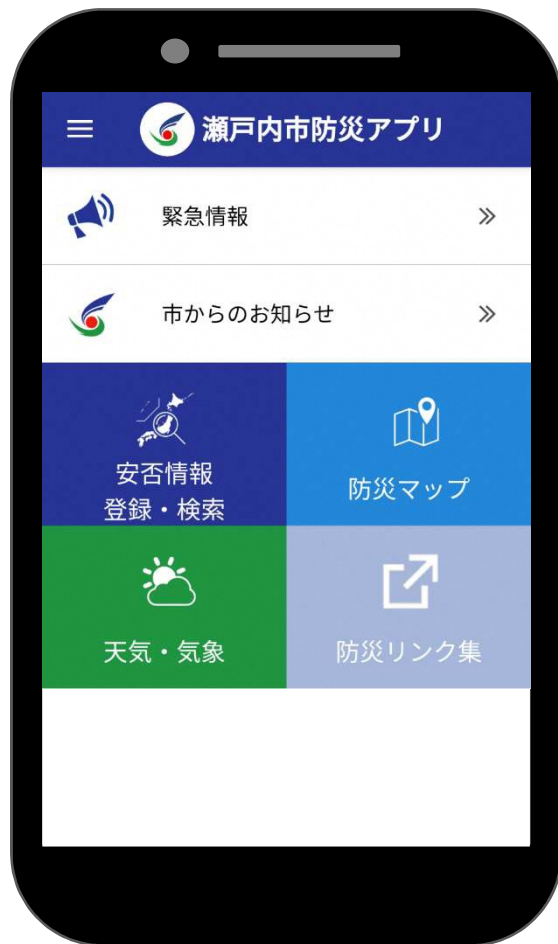 瀬戸内市防災アプリ
緊急情報
市からのお知らせ
安否情報
登録・検索
防災マップ
天気・気象
防災リンク集